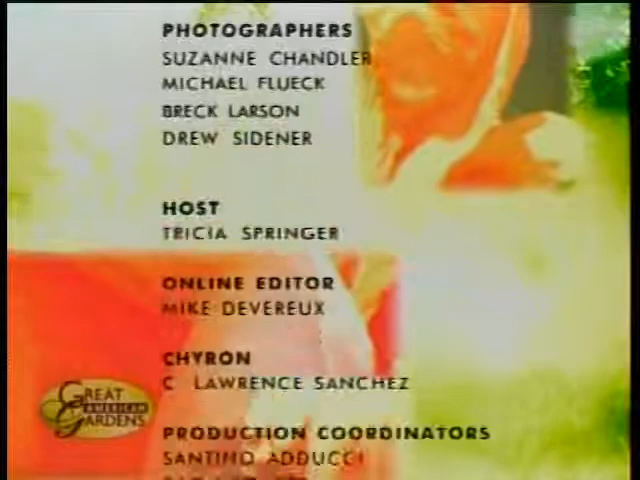 PHOTOGRAPHERS
SUZANNE CHANDLER
MICHAEL FLUECK
BRECK LARSON
DREW SIDENER
HOST
TRICIA SPRINGER
ONLINE EDITOR
MIKE DEVEREUX
CHYRON
C LAWRENCE SANCHEZ
GREAT
AMERICAN
GARDENS
PRODUCTION COORDINATORS
SANTINO ADDUCCI